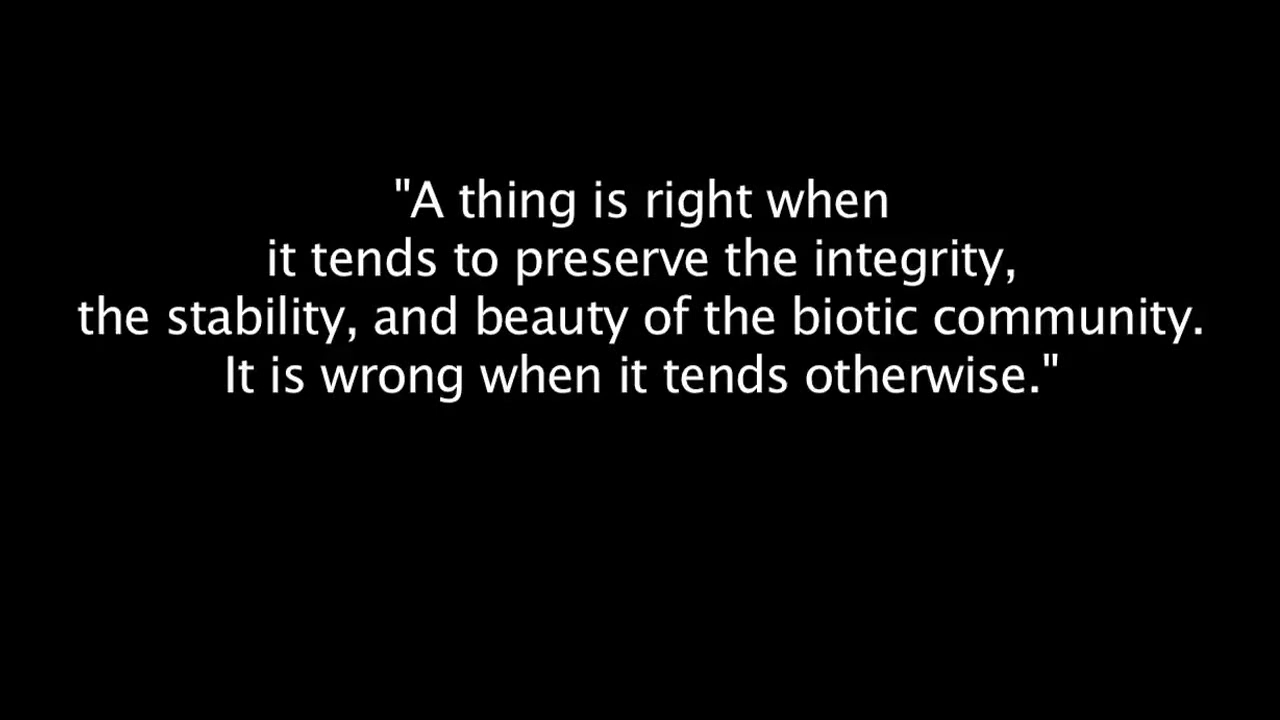 "A thing is right when
it tends to preserve the integrity,
the stability, and beauty of the biotic community.
It is wrong when it tends otherwise."